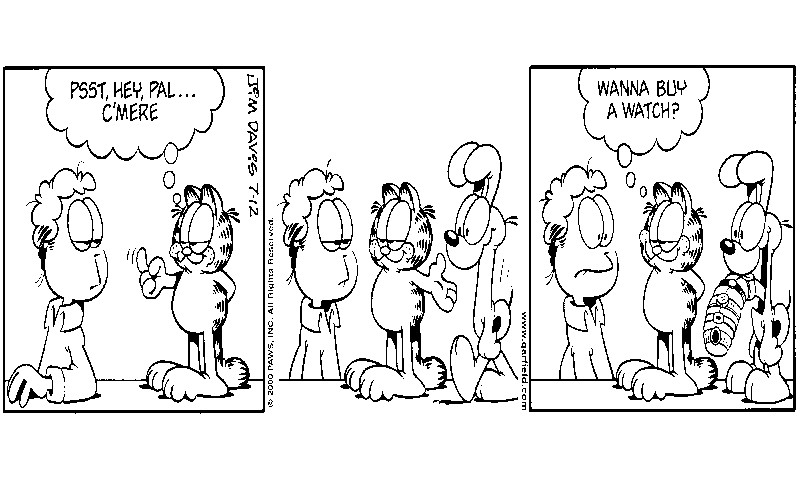 PSST, HEY, PAL...
C'MERE
JIM DAVIS 7-12
© 2000 PAWS, INC. All Rights Reserved.
WANNA BUY
A WATCH?
www.garfield.com